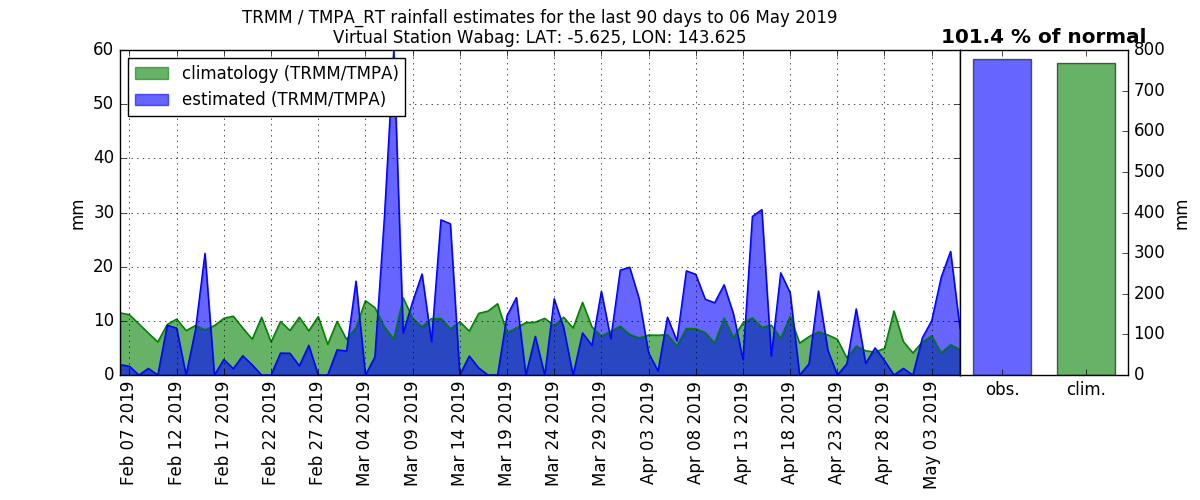 TRMM / TMPA_RT rainfall estimates for the last 90 days to 06 May 2019
Virtual Station Wabag: LAT: -5.625, LON: 143.625
101.4 % of normal
climatology (TRMM/TMPA)
estimated (TRMM/TMPA)
60
50
40
30
20
10
0
mm
Feb 07 2019
Feb 12 2019
Feb 17 2019
Feb 22 2019
Feb 27 2019
Mar 04 2019
Mar 09 2019
Mar 14 2019
Mar 19 2019
Mar 24 2019
Mar 29 2019
Apr 03 2019
Apr 08 2019
Apr 13 2019
Apr 18 2019
Apr 23 2019
Apr 28 2019
May 03 2019
800
700
600
500
400
300
200
100
0
mm
obs.
clim.